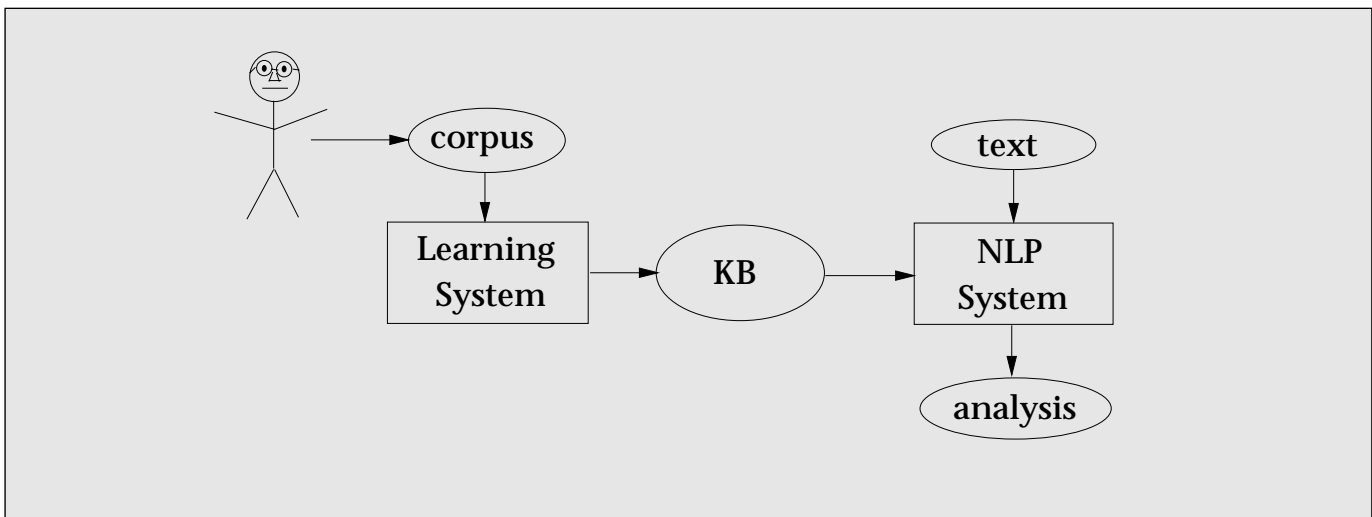 corpus
text
Learning
System
KB
NLP
System
analysis